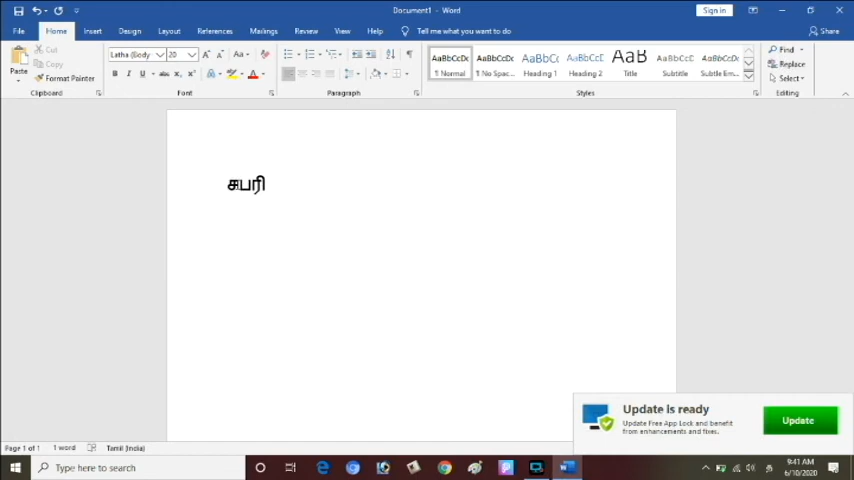 Document1 - Word
Sign in
File Home Insert Design Layout References Mailings Review View Help Tell me what you want to do
Share
Paste
Cut
Copy
Format Painter
Clipboard
Latha (Body 20
Font
Paragraph
AaBbCcDc AaBbCcDc AaBbCc AaBbCcC AaB AaBbCcD AaBbCcDc
1 Normal 1 No Spac... Heading 1 Heading 2 Title Subtitle Subtle Em...
Styles
Find
Replace
Select
Editing
சபரி
Update is ready
Update Free App Lock and benefit
from enhancements and fixes.
Update
Page 1 of 1 1 word Tamil (India)
Type here to search
9:41 AM
6/10/2020